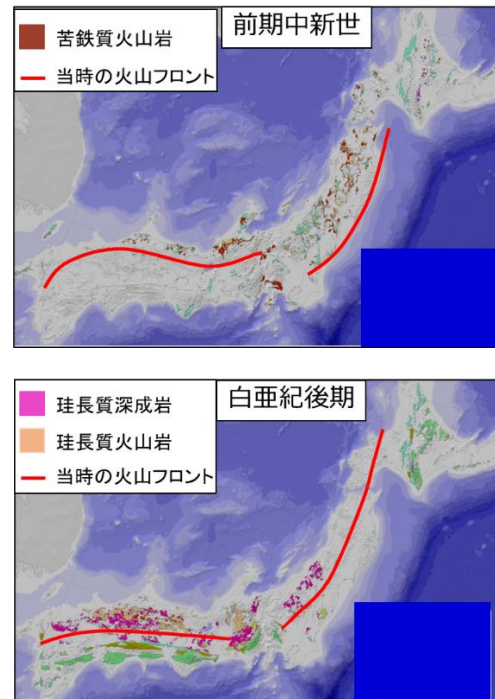 前期中新世
苦鉄質火山岩
当時の火山フロント
白亜紀後期
珪長質深成岩
珪長質火山岩
当時の火山フロント